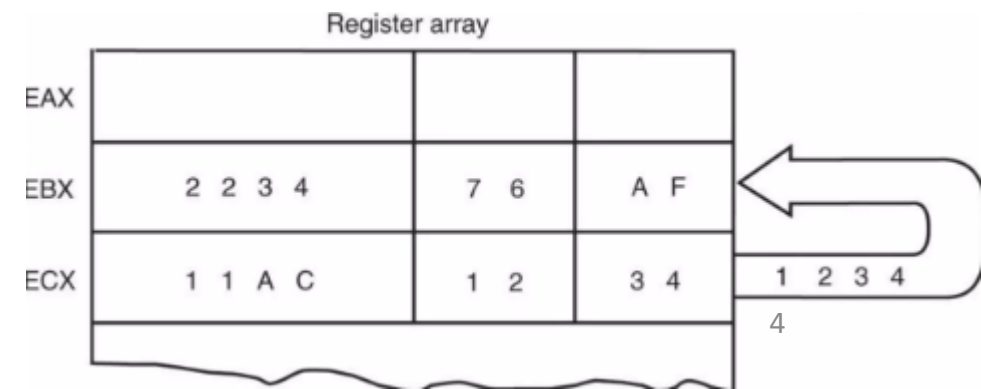 Register array
EAX
EBX 2 2 3 4 7 6 A F
ECX 1 1 A C 1 2 3 4 1 2 3 4
4